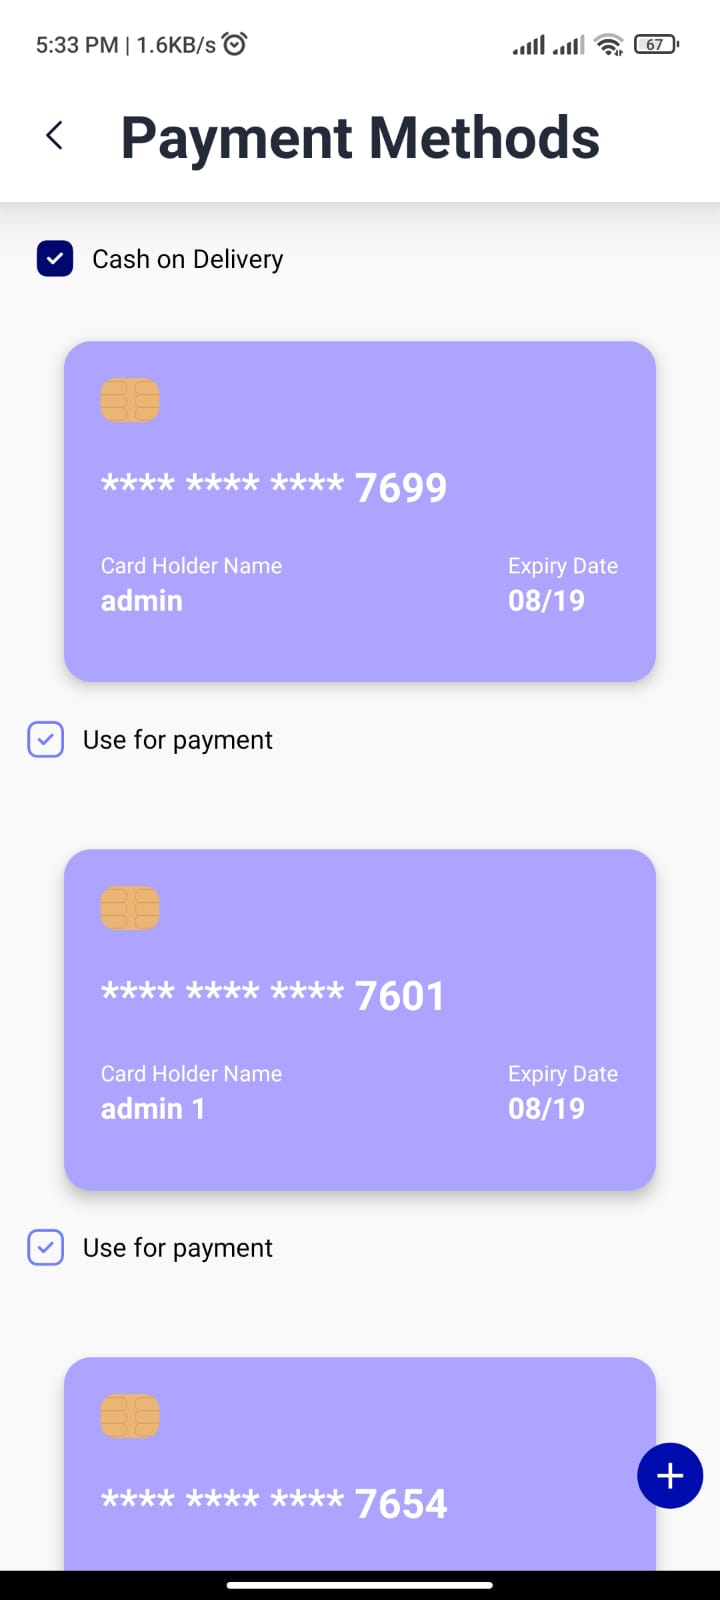 5:33 PM | 1.6KB/s
67
Payment Methods
Cash on Delivery
**** **** **** 7699
Card Holder Name Expiry Date
admin 08/19
Use for payment
**** **** **** 7601
Card Holder Name Expiry Date
admin 1 08/19
Use for payment
**** **** **** 7654